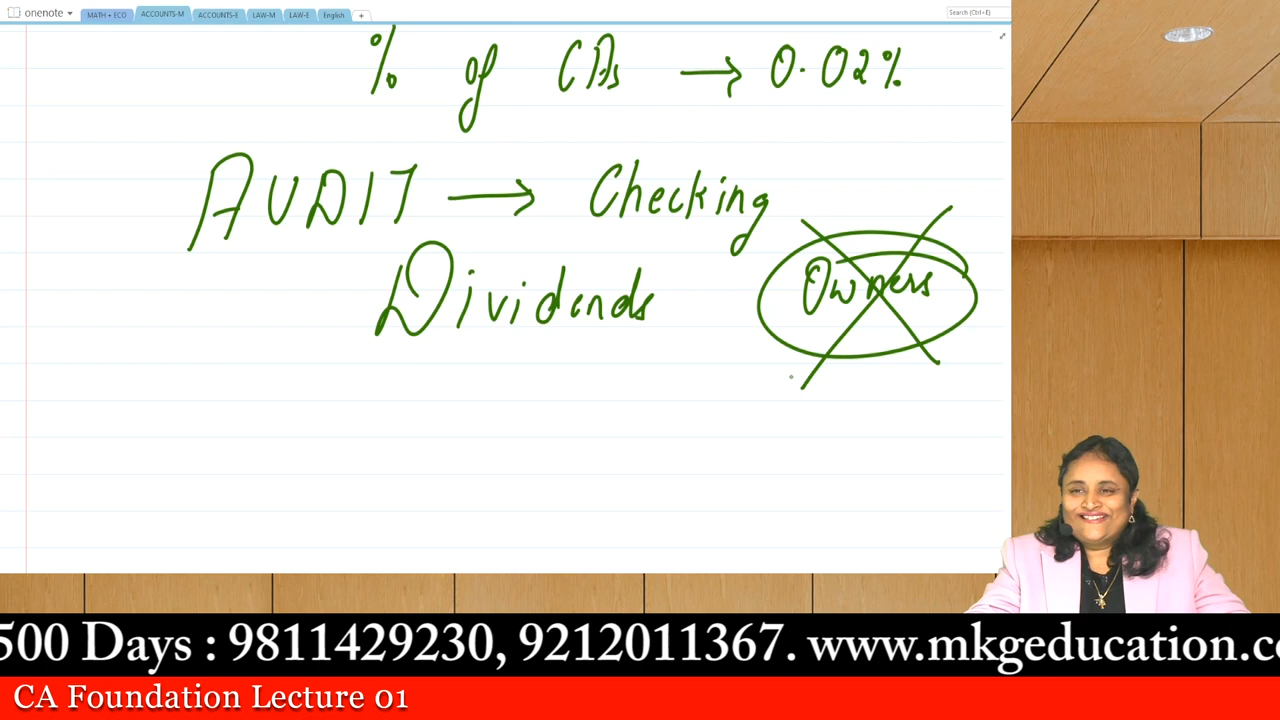 onenote
MATH + ECO ACCOUNTS-M ACCOUNTS-E LAW-M LAW-E English +
Search (Ctrl+E)
% of CAs → 0.02%
AUDIT → Checking
Dividends Owners
500 Days : 9811429230, 9212011367. www.mkgeducation.c
CA Foundation Lecture 01